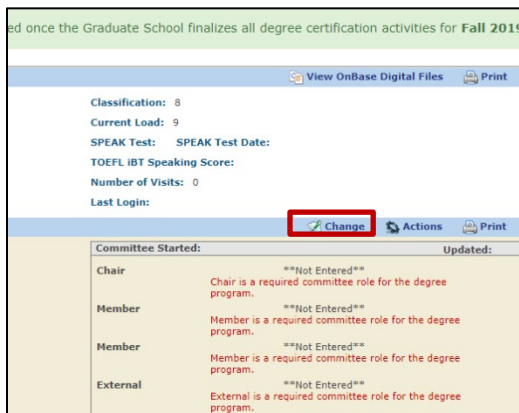 ed once the Graduate School finalizes all degree certification activities for Fall 2019
View OnBase Digital Files Print
Classification: 8
Current Load: 9
SPEAK Test: SPEAK Test Date:
TOEFL iBT Speaking Score:
Number of Visits: 0
Last Login:
Change Actions Print
Committee Started: Updated:
Chair **Not Entered**
Chair is a required committee role for the degree
program.
Member **Not Entered**
Member is a required committee role for the degree
program.
Member **Not Entered**
Member is a required committee role for the degree
program.
External **Not Entered**
External is a required committee role for the degree
program.